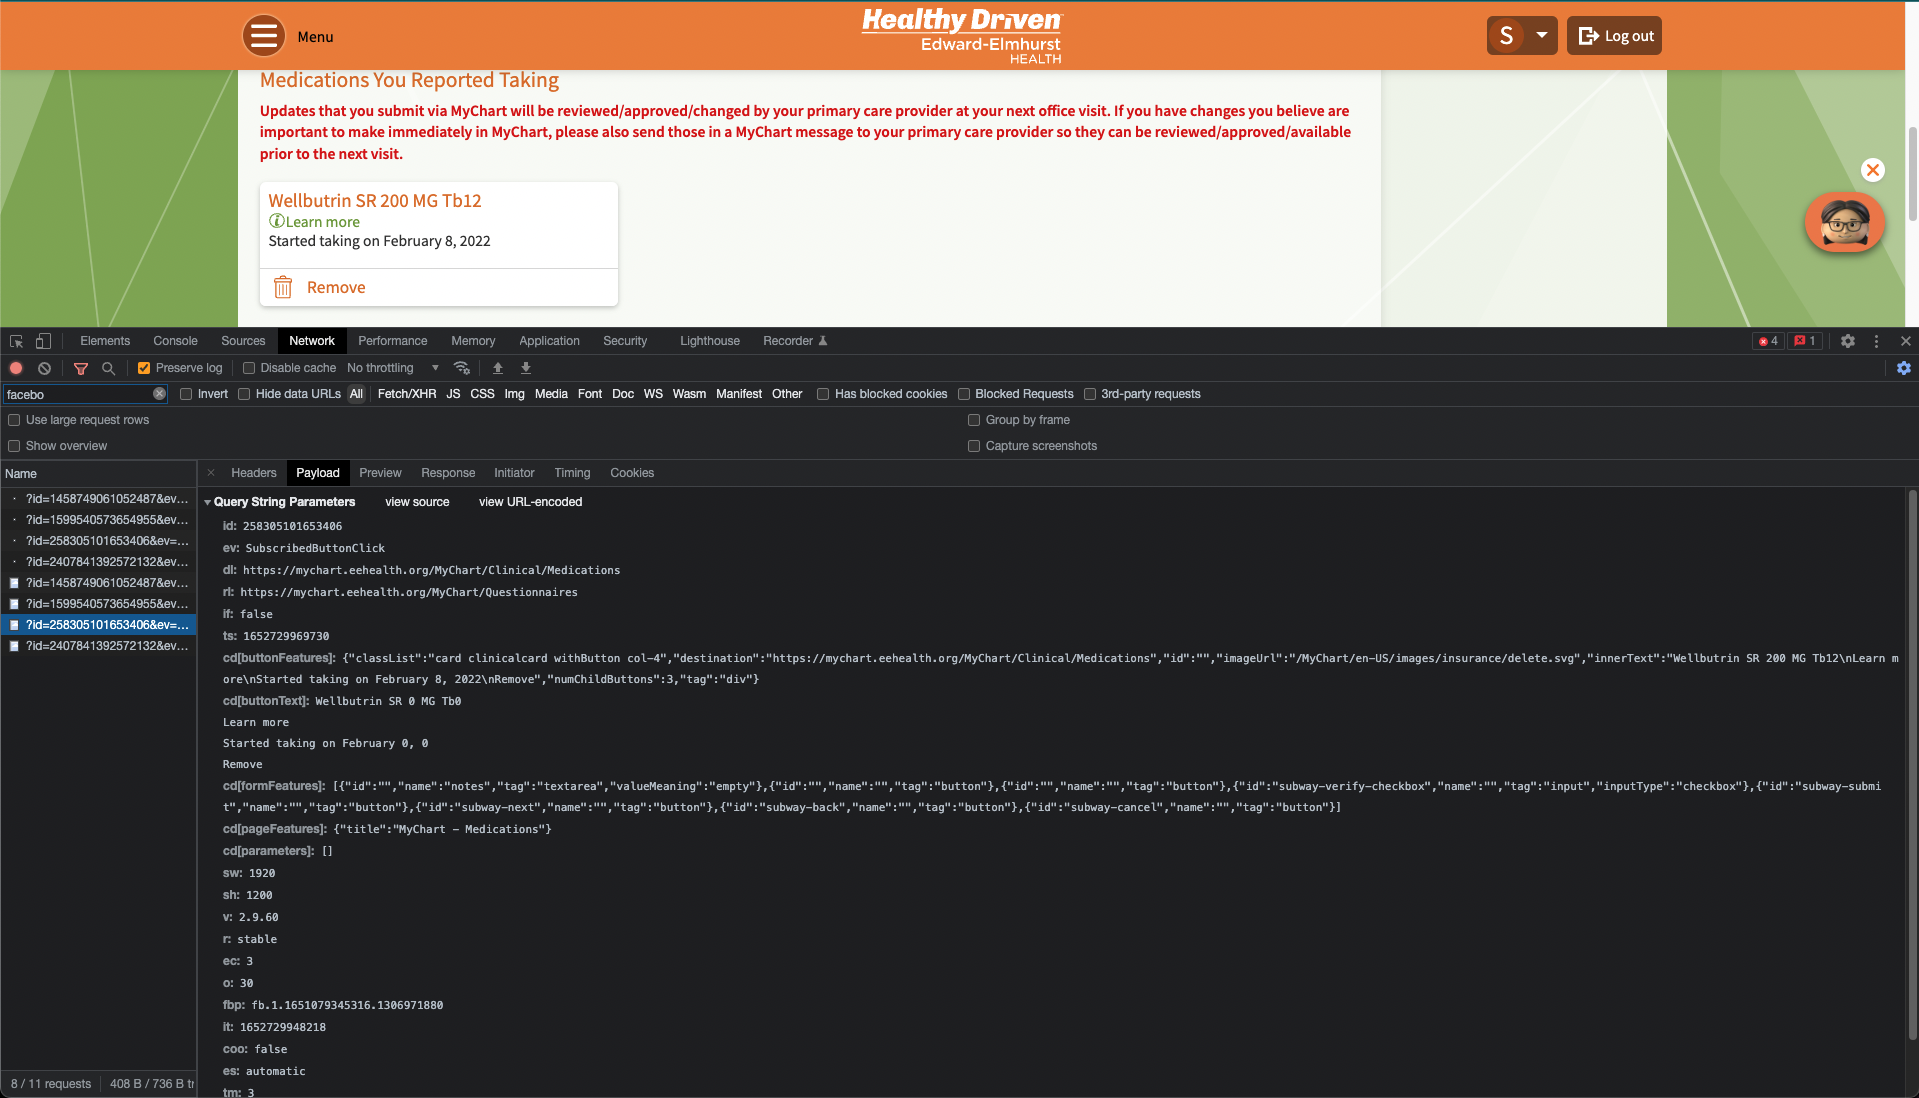 Menu
Healthy Driven
Edward-Elmhurst
HEALTH
S
Log out
Medications You Reported Taking
Updates that you submit via MyChart will be reviewed/approved/changed by your primary care provider at your next office visit. If you have changes you believe are
important to make immediately in MyChart, please also send those in a MyChart message to your primary care provider so they can be reviewed/approved/available
prior to the next visit.
Wellbutrin SR 200 MG Tb12
Learn more
Started taking on February 8, 2022
Remove
Elements Console Sources Network Performance Memory Application Security Lighthouse Recorder 4 1
Preserve log Disable cache No throttling
facebo Invert Hide data URLs All Fetch/XHR JS CSS Img Media Font Doc WS Wasm Manifest Other Has blocked cookies Blocked Requests 3rd-party requests
Use large request rows Group by frame
Show overview Capture screenshots
Name Headers Payload Preview Response Initiator Timing Cookies
?id=1458749061052487&ev...
?id=1599540573654955&ev...
?id=258305101653406&ev=...
?id=2407841392572132&ev...
?id=1458749061052487&ev...
?id=1599540573654955&ev...
?id=258305101653406&ev=...
?id=2407841392572132&ev...
Query String Parameters view source view URL-encoded
id: 258305101653406
ev: SubscribedButtonClick
dl: https://mychart.eehealth.org/MyChart/Clinical/Medications
rl: https://mychart.eehealth.org/MyChart/Questionnaires
if: false
ts: 1652729969730
cd[buttonFeatures]: {"classList":"card clinicalcard withButton col-4","destination":"https://mychart.eehealth.org/MyChart/Clinical/Medications","id":"","imageUrl":"/MyChart/en-US/images/insurance/delete.svg","innerText":"Wellbutrin SR 200 MG Tb12\nLearn m
ore\nStarted taking on February 8, 2022\nRemove","numChildButtons":3,"tag":"div"}
cd[buttonText]: Wellbutrin SR 0 MG Tb0
Learn more
Started taking on February 0, 0
Remove
cd[formFeatures]: [{"id":"","name":"notes","tag":"textarea","valueMeaning":"empty"},{"id":"","name":"","tag":"button"},{"id":"","name":"","tag":"button"},{"id":"subway-verify-checkbox","name":"","tag":"input","inputType":"checkbox"},{"id":"subway-submi
t","name":"","tag":"button"},{"id":"subway-next","name":"","tag":"button"},{"id":"subway-back","name":"","tag":"button"},{"id":"subway-cancel","name":"","tag":"button"}]
cd[pageFeatures]: {"title":"MyChart - Medications"}
cd[parameters]: []
sw: 1920
sh: 1200
v: 2.9.60
r: stable
ec: 3
o: 30
fbp: fb.1.1651079345316.1306971880
it: 1652729948218
coo: false
es: automatic
tm: 3
8 / 11 requests 408 B / 736 B tr